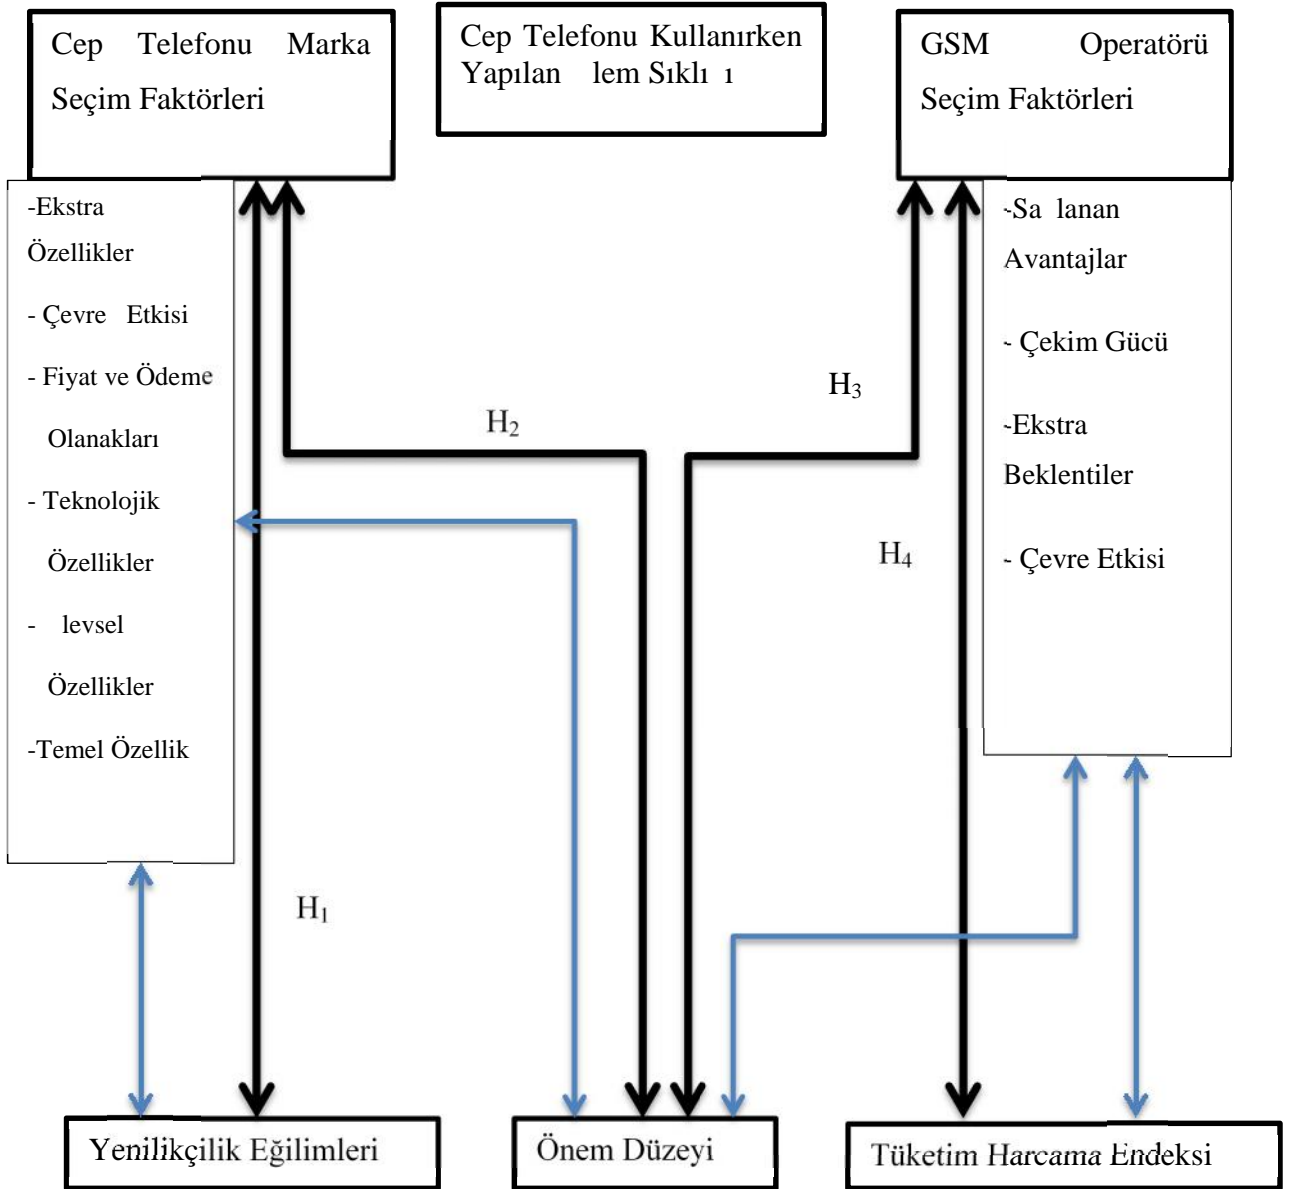 Cep Telefonu Marka
Seçim Faktörleri
Cep Telefonu Kullanırken
Yapılan lem Sıklı ı
GSM Operatörü
Seçim Faktörleri
-Ekstra
Özellikler
- Çevre Etkisi
- Fiyat ve Ödeme
Olanakları
- Teknolojik
Özellikler
- levsel
Özellikler
-Temel Özellik
-Sa lanan
Avantajlar
- Çekim Gücü
-Ekstra
Beklentiler
- Çevre Etkisi
H₂
H₃
H₄
H₁
Yenilikçilik Eğilimleri
Önem Düzeyi
Tüketim Harcama Endeksi